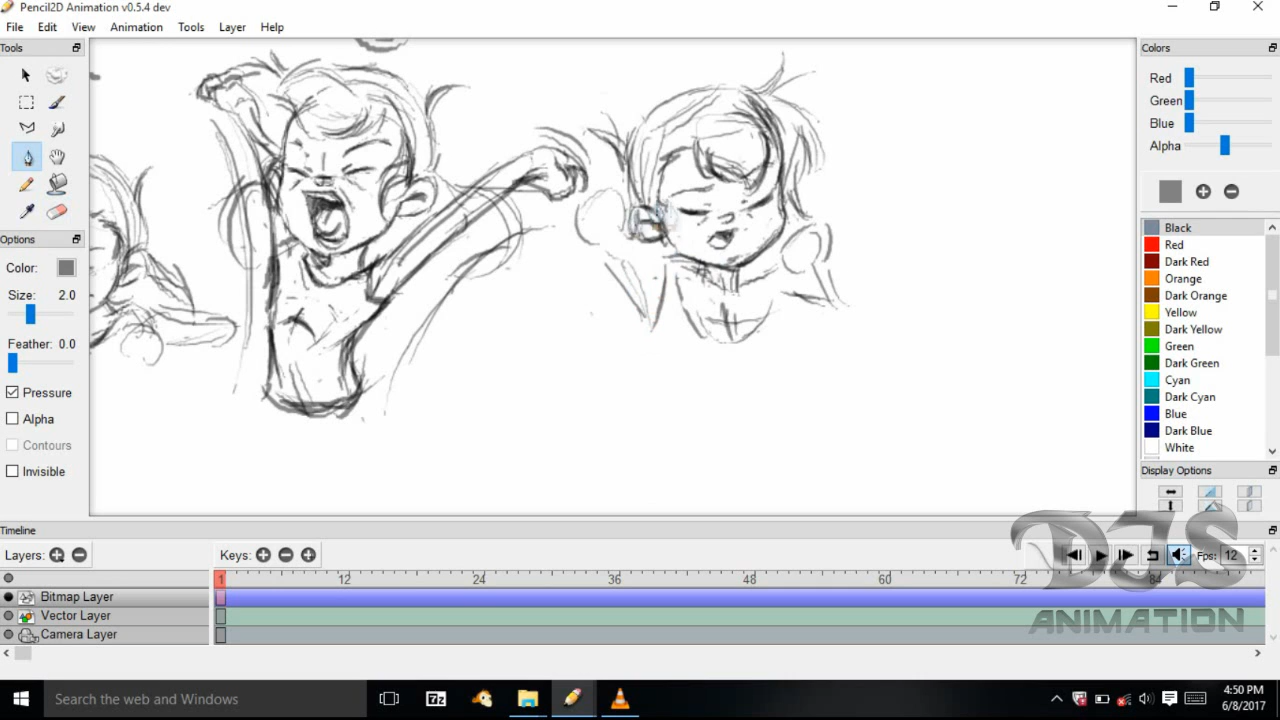 Pencil2D Animation v0.5.4 dev
File Edit View Animation Tools Layer Help
Tools
Colors
Red
Green
Blue
Alpha
Options
Color:
Size: 2.0
Feather: 0.0
Pressure
Alpha
Contours
Invisible
Black
Red
Dark Red
Orange
Dark Orange
Yellow
Dark Yellow
Green
Dark Green
Cyan
Dark Cyan
Blue
Dark Blue
White
Display Options
Timeline
Layers: Keys: Fps: 12
1 12 24 36 48 60 72 84
Bitmap Layer
Vector Layer
Camera Layer
DJS
ANIMATION
Search the web and Windows
7z
4:50 PM
6/8/2017